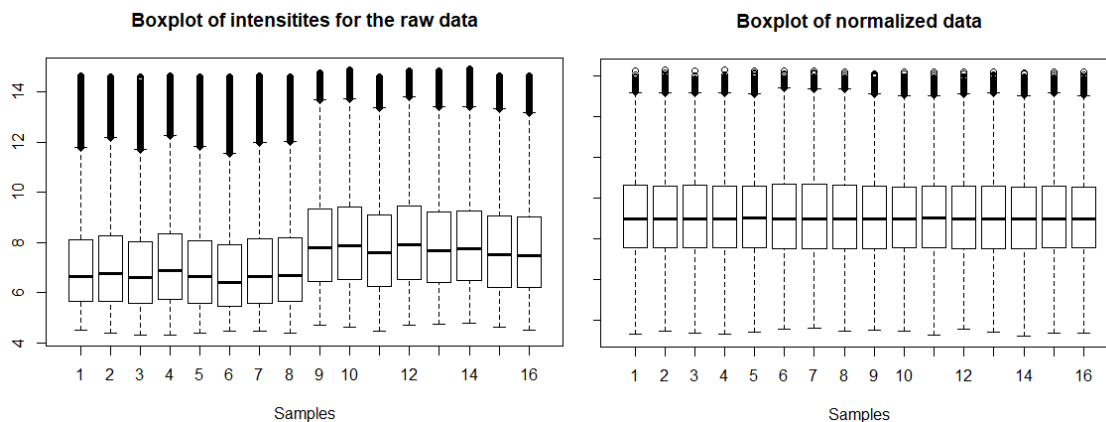 Boxplot of intensitites for the raw data
14
12
10
8
6
4
1 2 3 4 5 6 7 8 9 10 12 14 16
Samples
Boxplot of normalized data
1 2 3 4 5 6 7 8 9 10 12 14 16
Samples